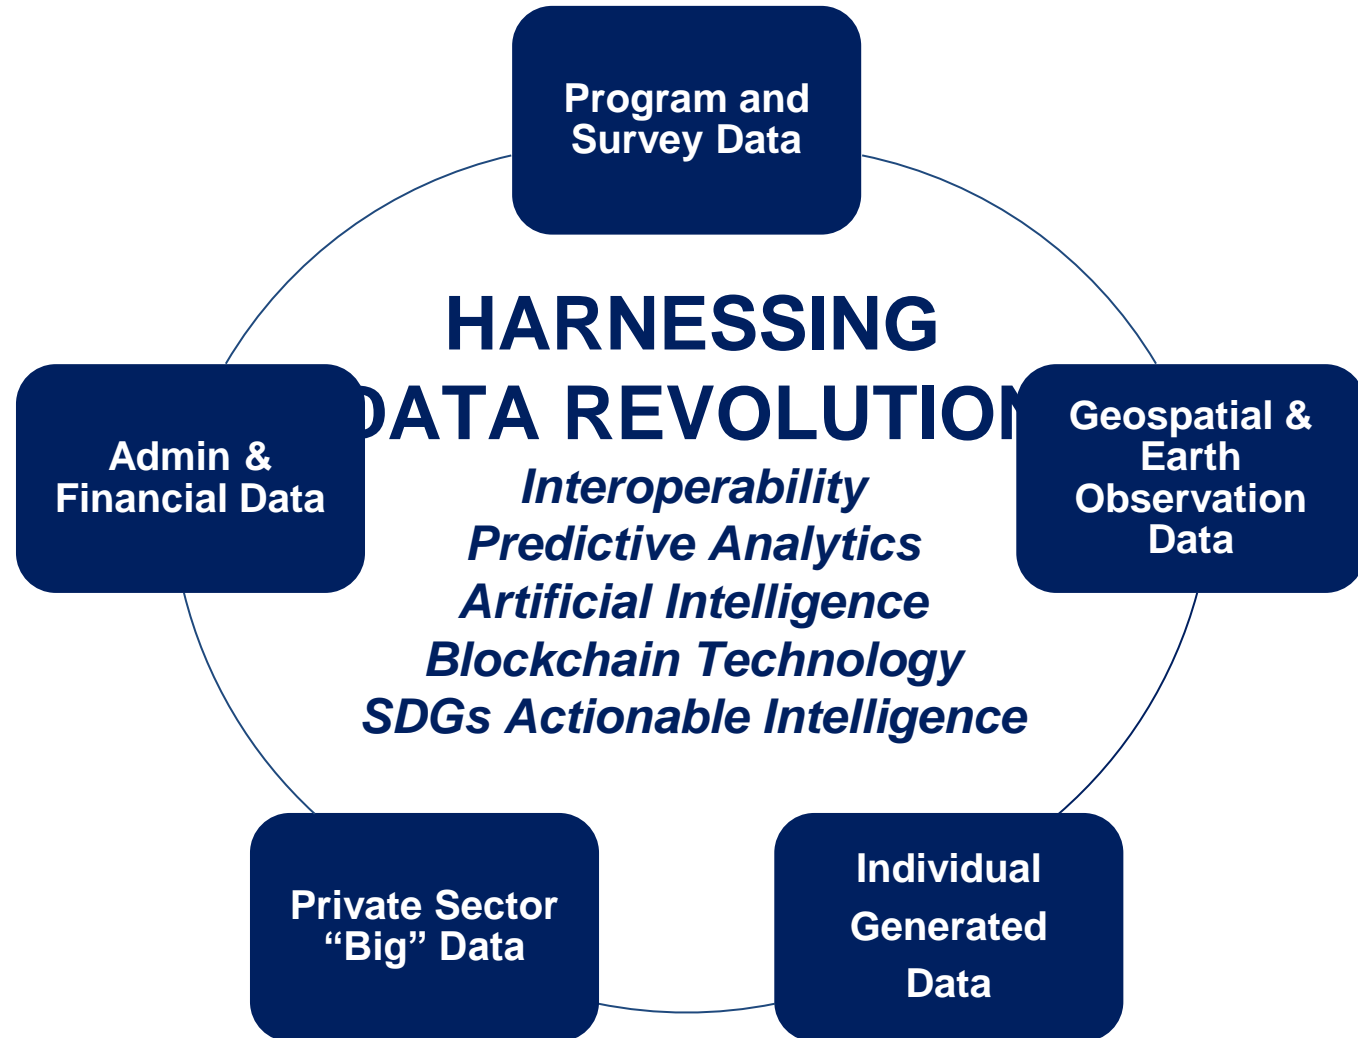 Program and
Survey Data
HARNESSING
DATA REVOLUTION
Admin &
Financial Data
Geospatial &
Earth
Observation
Data
Interoperability
Predictive Analytics
Artificial Intelligence
Blockchain Technology
SDGs Actionable Intelligence
Private Sector
“Big” Data
Individual
Generated
Data